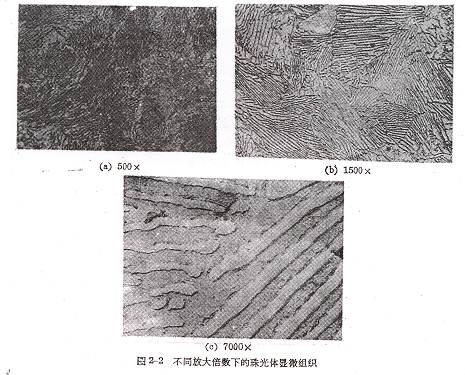 (a) 500×
(b) 1500×
(c) 7000×
图2-2 不同放大倍数下的珠光体显微组织